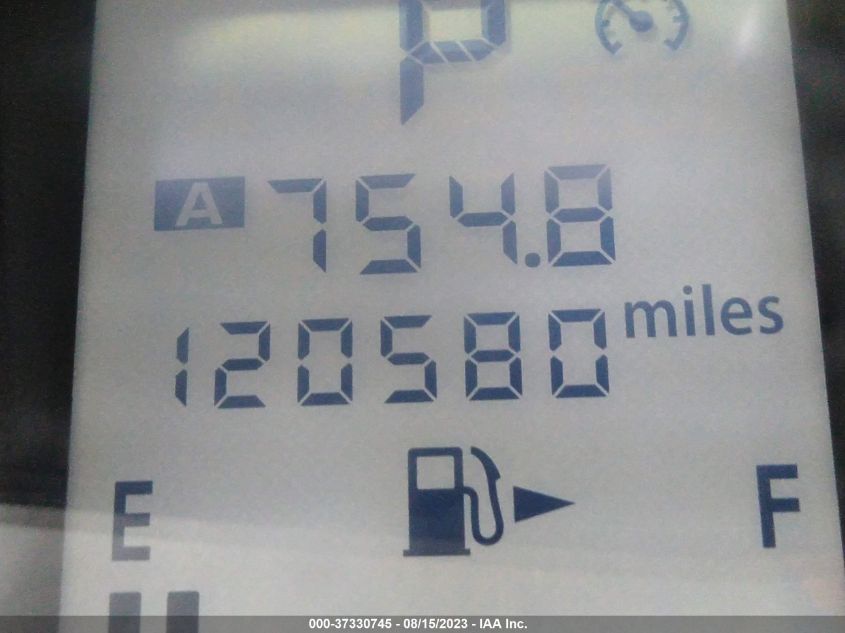 P
A 754.8
120580 miles
E F
000-37330745 - 08/15/2023 - IAA Inc.